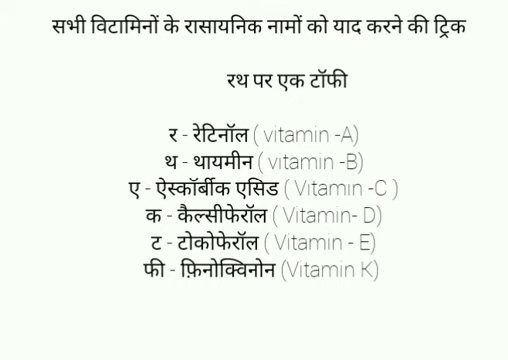 सभी विटामिनों के रासायनिक नामों को याद करने की ट्रिक
रथ पर एक टॉफी
र - रेटिनॉल ( vitamin -A)
थ - थायमीन ( vitamin -B)
ए - ऐस्कॉर्बीक एसिड ( Vitamin -C )
क - कैल्सीफेरॉल ( Vitamin- D)
ट - टोकोफेरॉल ( Vitamin - E)
फी - फ़िनोक्विनोन (Vitamin K)